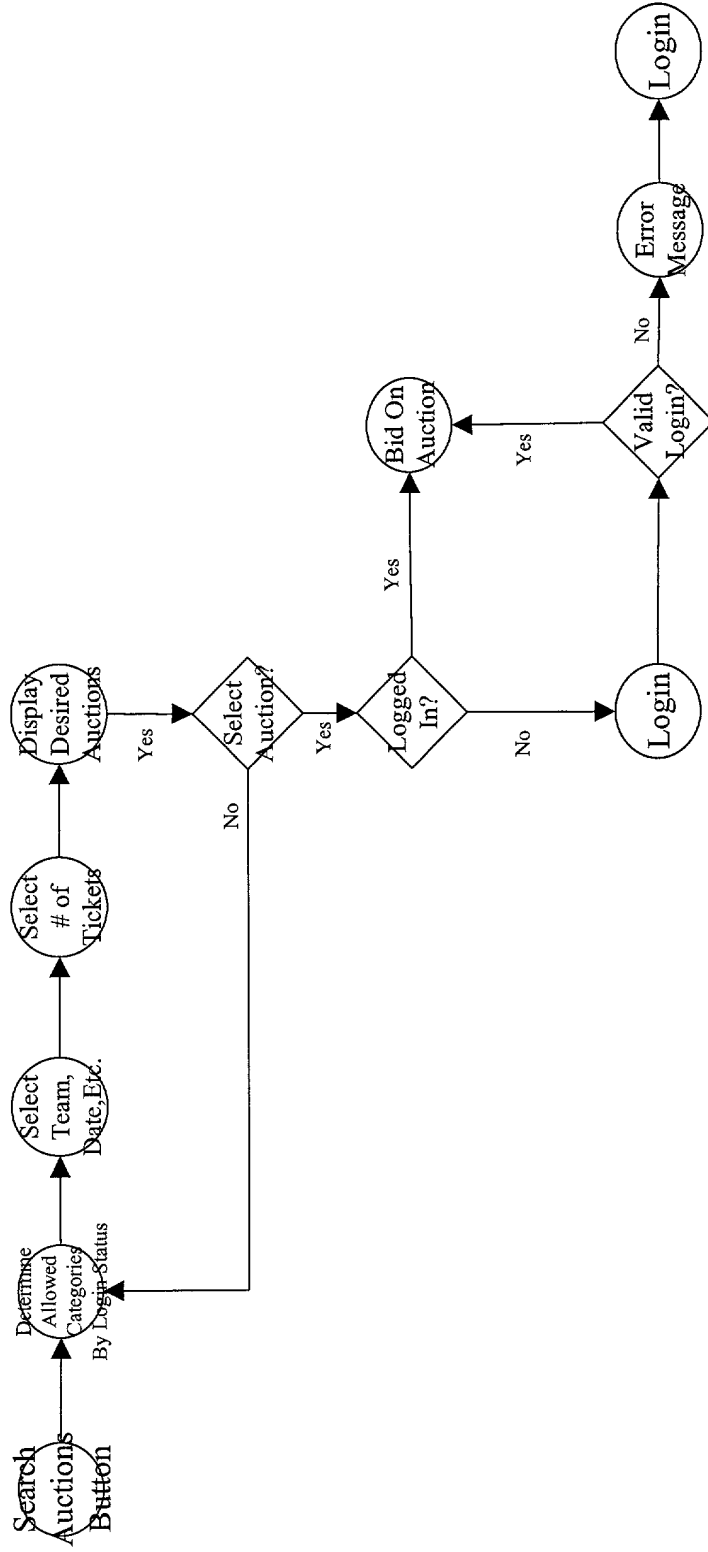 Search
Auctions
Button
Determine
Allowed
Categories
By Login Status
Select
Team,
Date,Etc.
Select
# of
Tickets
Display
Desired
Auctions
Yes
Select
Auction?
No
Yes
Logged
In?
Yes
Bid On
Auction
No
Login
Yes
Valid
Login?
No
Error
Message
Login